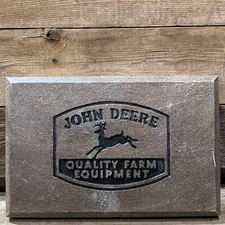 JOHN DEERE
QUALITY FARM
EQUIPMENT